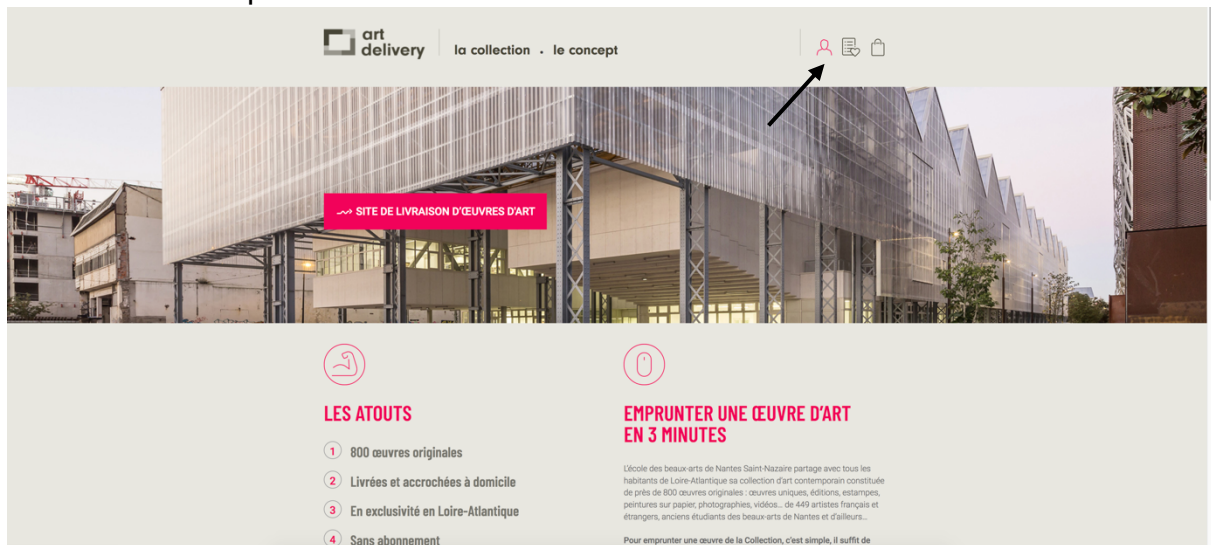 art
delivery
la collection . le concept
SITE DE LIVRAISON D'ŒUVRES D'ART
LES ATOUTS
1 800 œuvres originales
2 Livrées et accrochées à domicile
3 En exclusivité en Loire-Atlantique
4 Sans abonnement
EMPRUNTER UNE ŒUVRE D'ART
EN 3 MINUTES
L'école des beaux-arts de Nantes Saint-Nazaire partage avec tous les
habitants de Loire-Atlantique sa collection d'art contemporain constituée
de près de 800 œuvres originales : œuvres uniques, éditions, estampes,
peintures sur papier, photographies, vidéos... de 449 artistes français et
étrangers, anciens étudiants des beaux-arts de Nantes et d'ailleurs...
Pour emprunter une œuvre de la Collection, c'est simple, il suffit de